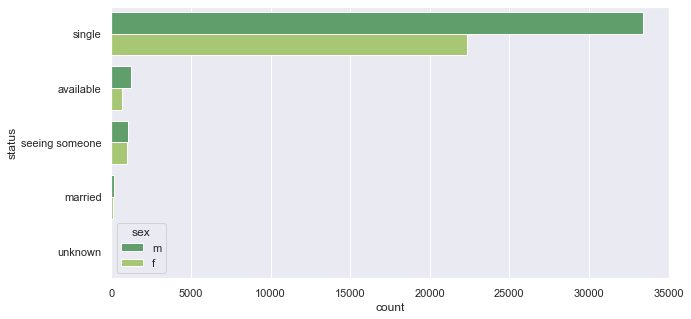 single
available
seeing someone
married
unknown
status
sex
m
f
0 5000 10000 15000 20000 25000 30000 35000
count